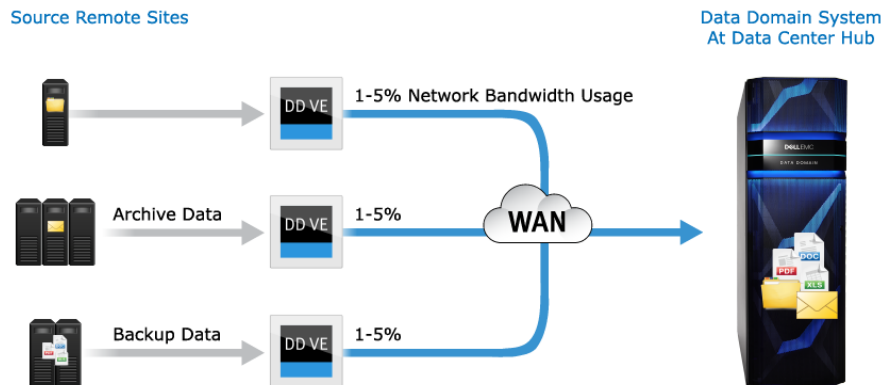 Source Remote Sites
Data Domain System
At Data Center Hub
DD VE
1-5% Network Bandwidth Usage
Archive Data
DD VE
1-5%
WAN
Backup Data
DD VE
1-5%
DELLEMC
DATA DOMAIN
DOC
PDF
XLS